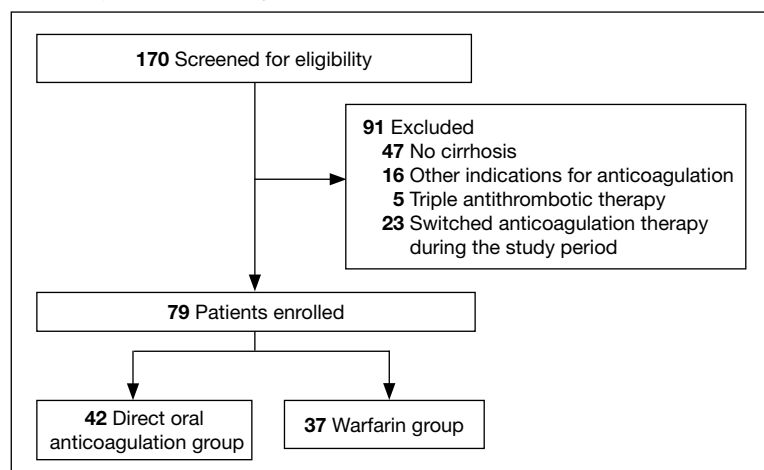 170 Screened for eligibility
91 Excluded
47 No cirrhosis
16 Other indications for anticoagulation
5 Triple antithrombotic therapy
23 Switched anticoagulation therapy
during the study period
79 Patients enrolled
42 Direct oral
anticoagulation group
37 Warfarin group